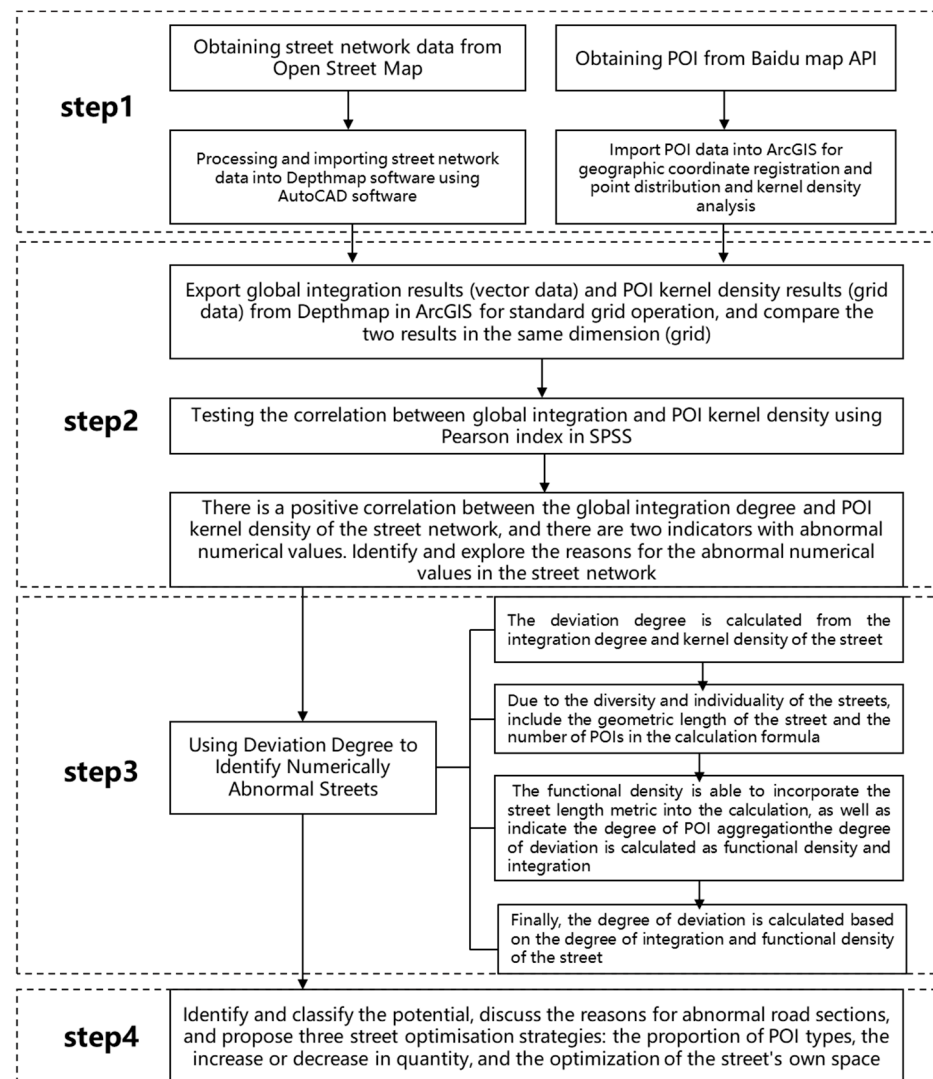 step1
Obtaining street network data from
Open Street Map
Obtaining POI from Baidu map API
Processing and importing street network
data into Depthmap software using
AutoCAD software
Import POI data into ArcGIS for
geographic coordinate registration and
point distribution and kernel density
analysis
step2
Export global integration results (vector data) and POI kernel density results (grid
data) from Depthmap in ArcGIS for standard grid operation, and compare the
two results in the same dimension (grid)
Testing the correlation between global integration and POI kernel density using
Pearson index in SPSS
There is a positive correlation between the global integration degree and POI
kernel density of the street network, and there are two indicators with abnormal
numerical values. Identify and explore the reasons for the abnormal numerical
values in the street network
step3
Using Deviation Degree to
Identify Numerically
Abnormal Streets
The deviation degree is calculated from the
integration degree and kernel density of the street
Due to the diversity and individuality of the streets,
include the geometric length of the street and the
number of POIs in the calculation formula
The functional density is able to incorporate the
street length metric into the calculation, as well as
indicate the degree of POI aggregationthe degree
of deviation is calculated as functional density and
integration
Finally, the degree of deviation is calculated based
on the degree of integration and functional density
of the street
step4
Identify and classify the potential, discuss the reasons for abnormal road sections,
and propose three street optimisation strategies: the proportion of POI types, the
increase or decrease in quantity, and the optimization of the street's own space